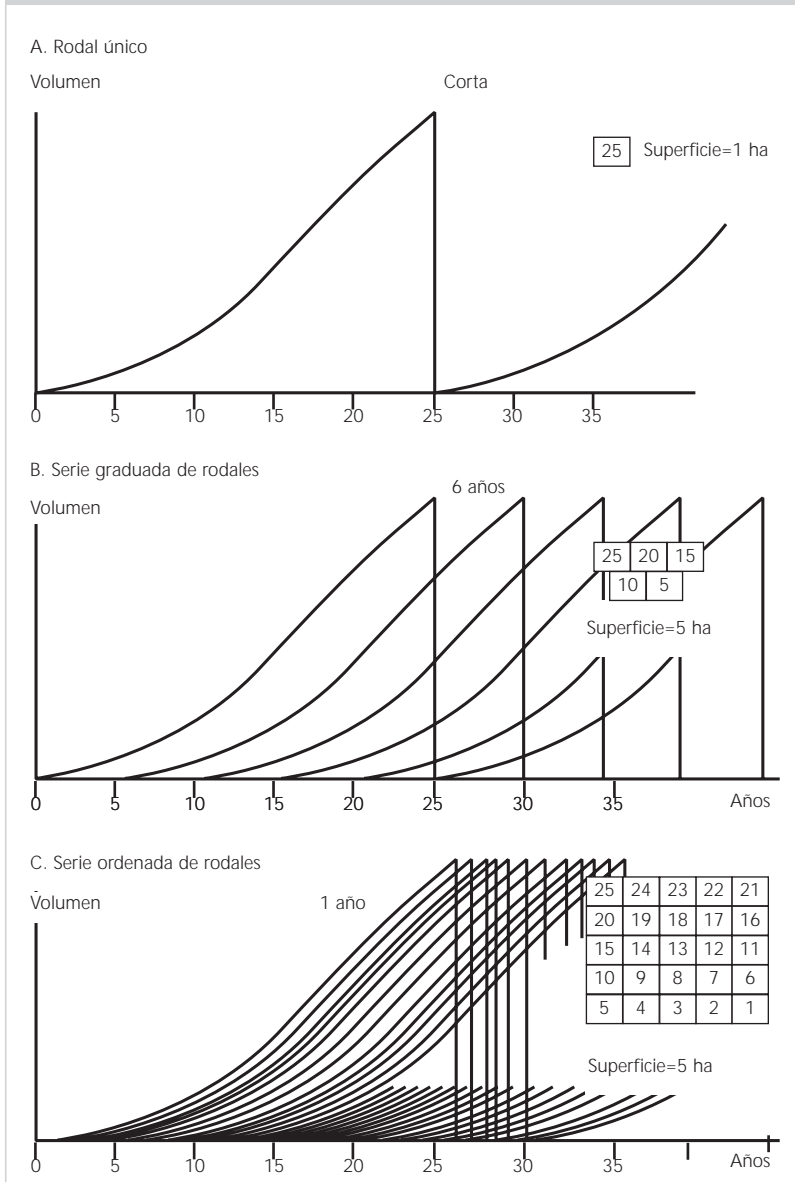 A. Rodal único
Volumen Corta
25 Superficie=1 ha
0 5 10 15 20 25 30 35
B. Serie graduada de rodales
6 años
Volumen
25 20 15
10 5
Superficie=5 ha
0 5 10 15 20 25 30 35 Años
C. Serie ordenada de rodales
Volumen 1 año
25 24 23 22 21
20 19 18 17 16
15 14 13 12 11
10 9 8 7 6
5 4 3 2 1
Superficie=5 ha
0 5 10 15 20 25 30 35 Años